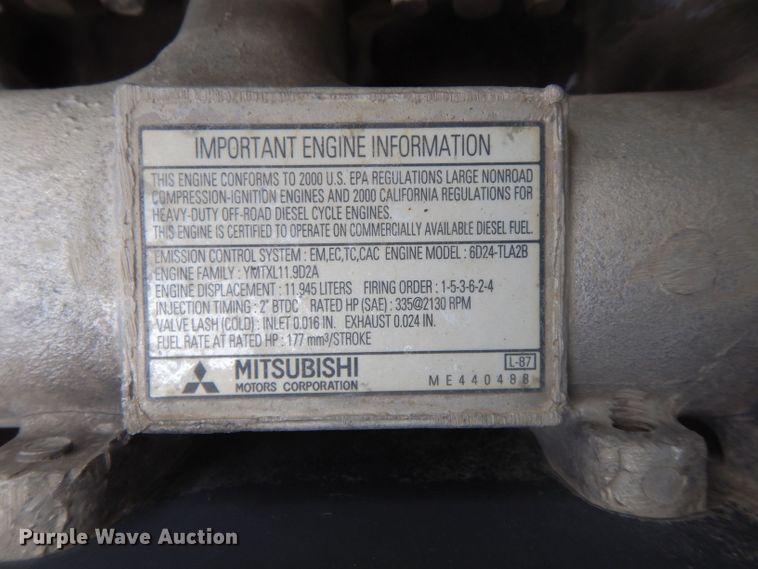 IMPORTANT ENGINE INFORMATION
THIS ENGINE CONFORMS TO 2000 U.S. EPA REGULATIONS LARGE NONROAD
COMPRESSION-IGNITION ENGINES AND 2000 CALIFORNIA REGULATIONS FOR
HEAVY-DUTY OFF-ROAD DIESEL CYCLE ENGINES.
THIS ENGINE IS CERTIFIED TO OPERATE ON COMMERCIALLY AVAILABLE DIESEL FUEL.
EMISSION CONTROL SYSTEM : EM,EC,TC,CAC ENGINE MODEL : 6D24-TLA2B
ENGINE FAMILY : YMTXL11.9D2A
ENGINE DISPLACEMENT : 11.945 LITERS FIRING ORDER : 1-5-3-6-2-4
INJECTION TIMING : 2° BTDC RATED HP (SAE) : 335@2130 RPM
VALVE LASH (COLD) : INLET 0.016 IN. EXHAUST 0.024 IN.
FUEL RATE AT RATED HP : 177 mm³/STROKE
L-87
MITSUBISHI
MOTORS CORPORATION
ME440488
Purple Wave Auction